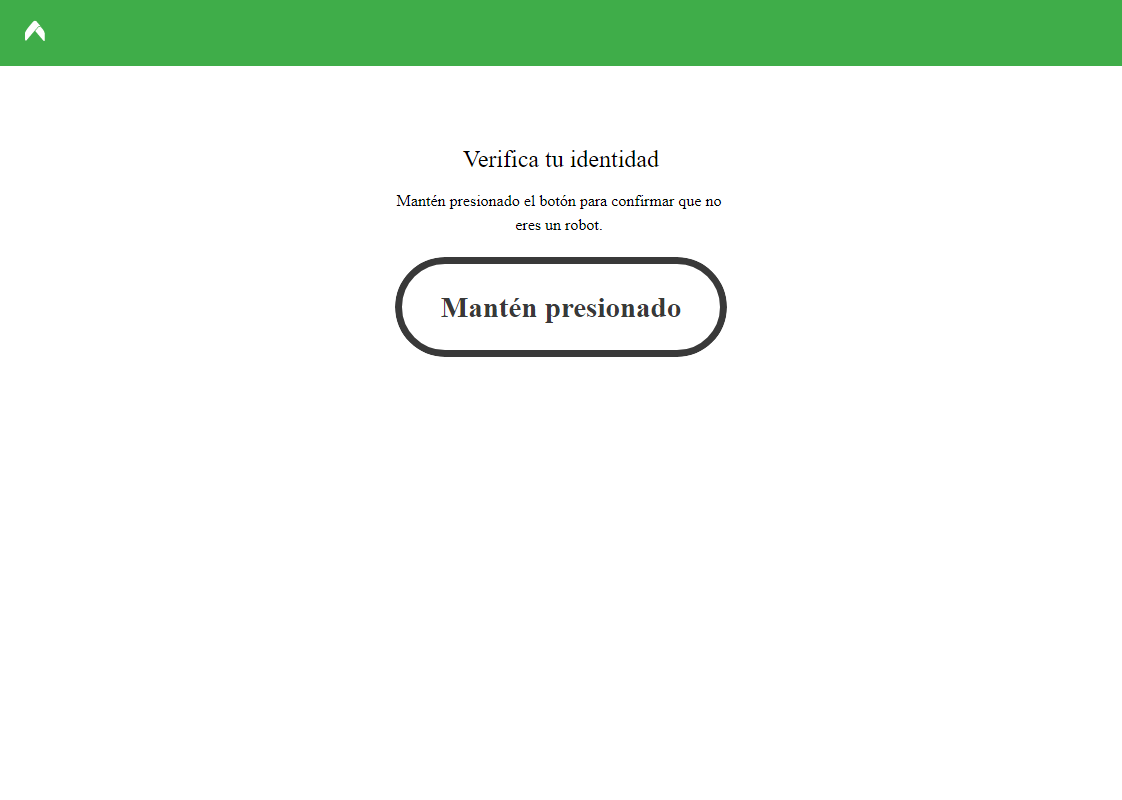 Verifica tu identidad
Mantén presionado el botón para confirmar que no
eres un robot.
Mantén presionado